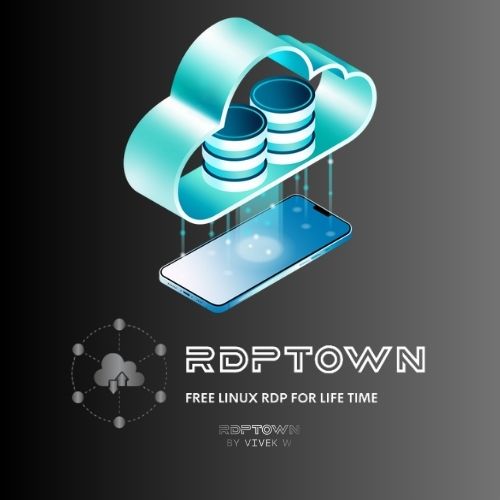 RDPTOWN
FREE LINUX RDP FOR LIFE TIME
RDPTOWN
BY VIVEK W